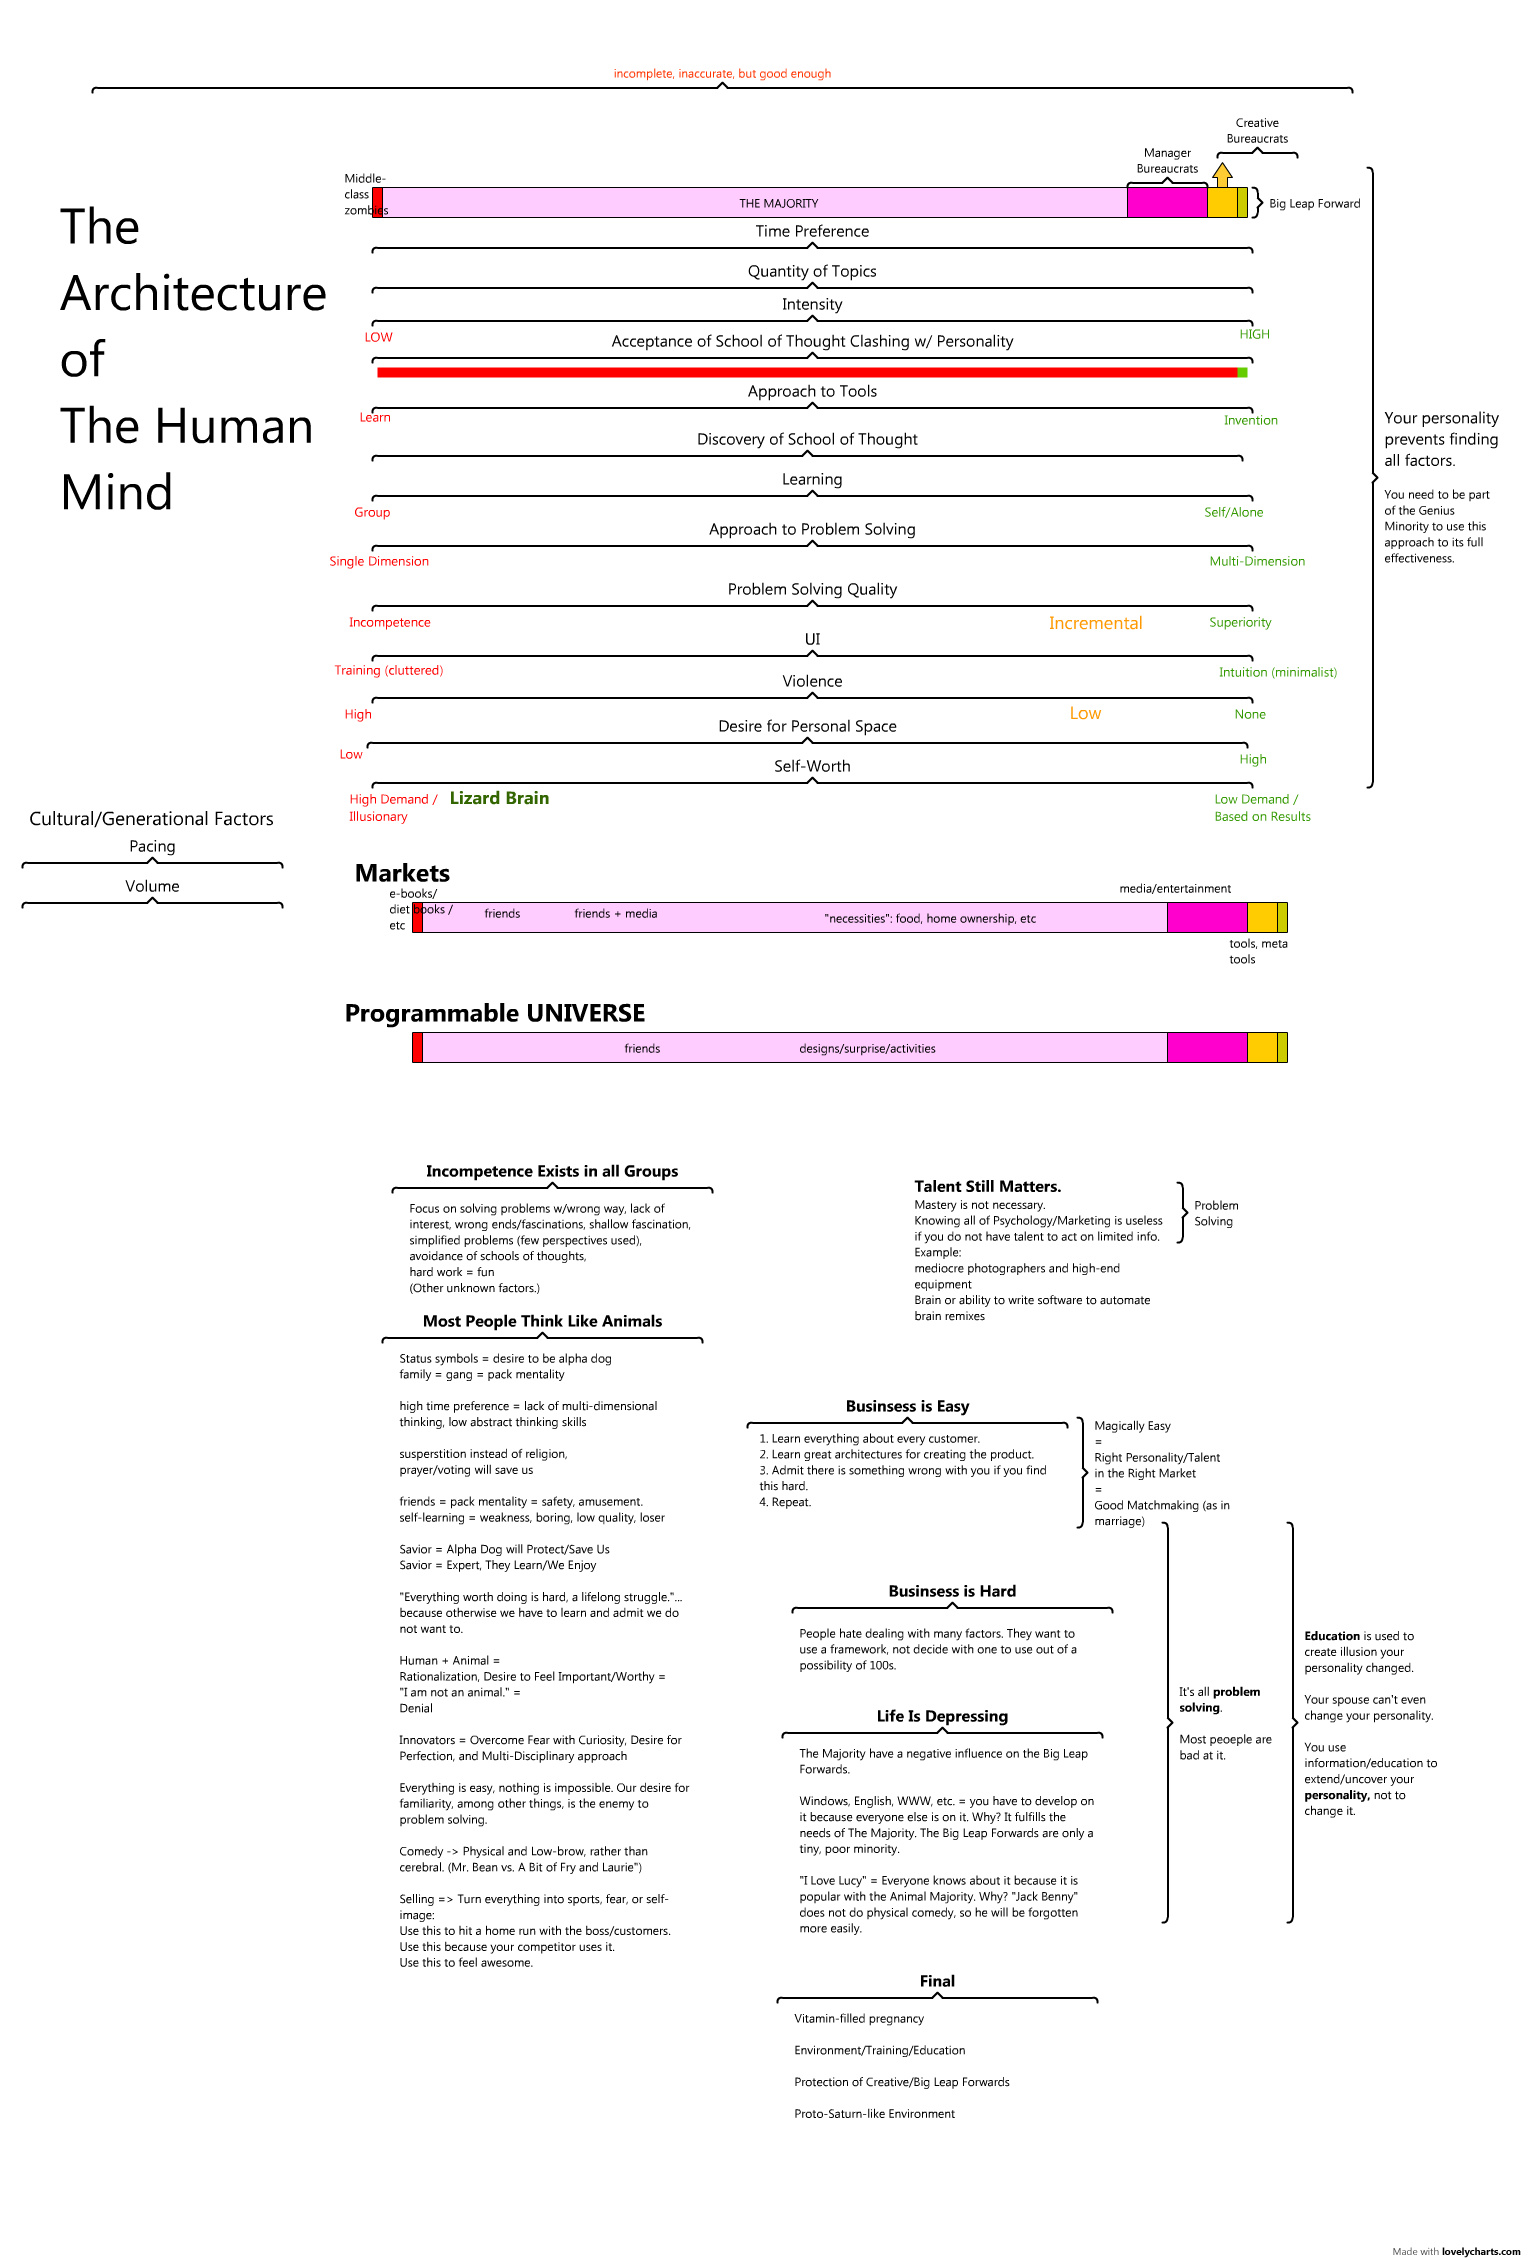 incomplete, inaccurate, but good enough
The
Architecture
of
The Human
Mind
Creative
Bureaucrats
Manager
Bureaucrats
Middle-
class
zombies
THE MAJORITY
Big Leap Forward
Time Preference
Quantity of Topics
Intensity
LOW
HIGH
Acceptance of School of Thought Clashing w/ Personality
Approach to Tools
Learn
Invention
Discovery of School of Thought
Learning
Group
Self/Alone
Approach to Problem Solving
Single Dimension
Multi-Dimension
Problem Solving Quality
Incompetence
Incremental
Superiority
UI
Training (cluttered)
Intuition (minimalist)
Violence
High
Low
None
Desire for Personal Space
Low
High
Self-Worth
High Demand /
Illusionary
Lizard Brain
Low Demand /
Based on Results
Your personality
prevents finding
all factors.
You need to be part
of the Genius
Minority to use this
approach to its full
effectiveness.
Cultural/Generational Factors
Pacing
Volume
Markets
e-books/
diet books /
etc
friends
friends + media
"necessities": food, home ownership, etc
media/entertainment
tools, meta
tools
Programmable UNIVERSE
friends
designs/surprise/activities
Incompetence Exists in all Groups
Focus on solving problems w/wrong way, lack of
interest, wrong ends/fascinations, shallow fascination,
simplified problems (few perspectives used),
avoidance of schools of thoughts,
hard work = fun
(Other unknown factors.)
Talent Still Matters.
Mastery is not necessary.
Knowing all of Psychology/Marketing is useless
if you do not have talent to act on limited info.
Example:
mediocre photographers and high-end
equipment
Brain or ability to write software to automate
brain remixes
Problem
Solving
Most People Think Like Animals
Status symbols = desire to be alpha dog
family = gang = pack mentality
high time preference = lack of multi-dimensional
thinking, low abstract thinking skills
susperstition instead of religion,
prayer/voting will save us
friends = pack mentality = safety, amusement.
self-learning = weakness, boring, low quality, loser
Savior = Alpha Dog will Protect/Save Us
Savior = Expert, They Learn/We Enjoy
"Everything worth doing is hard, a lifelong struggle."...
because otherwise we have to learn and admit we do
not want to.
Human + Animal =
Rationalization, Desire to Feel Important/Worthy =
"I am not an animal." =
Denial
Innovators = Overcome Fear with Curiosity, Desire for
Perfection, and Multi-Disciplinary approach
Everything is easy, nothing is impossible. Our desire for
familiarity, among other things, is the enemy to
problem solving.
Comedy -> Physical and Low-brow, rather than
cerebral. (Mr. Bean vs. A Bit of Fry and Laurie")
Selling => Turn everything into sports, fear, or self-
image:
Use this to hit a home run with the boss/customers.
Use this because your competitor uses it.
Use this to feel awesome.
Businsess is Easy
1. Learn everything about every customer.
2. Learn great architectures for creating the product.
3. Admit there is something wrong with you if you find
this hard.
4. Repeat.
Magically Easy
=
Right Personality/Talent
in the Right Market
=
Good Matchmaking (as in
marriage)
Businsess is Hard
People hate dealing with many factors. They want to
use a framework, not decide with one to use out of a
possibility of 100s.
Life Is Depressing
The Majority have a negative influence on the Big Leap
Forwards.
Windows, English, WWW, etc. = you have to develop on
it because everyone else is on it. Why? It fulfills the
needs of The Majority. The Big Leap Forwards are only a
tiny, poor minority.
"I Love Lucy" = Everyone knows about it because it is
popular with the Animal Majority. Why? "Jack Benny"
does not do physical comedy, so he will be forgotten
more easily.
It's all problem
solving.
Most peoeple are
bad at it.
Education is used to
create illusion your
personality changed.
Your spouse can't even
change your personality.
You use
information/education to
extend/uncover your
personality, not to
change it.
Final
Vitamin-filled pregnancy
Environment/Training/Education
Protection of Creative/Big Leap Forwards
Proto-Saturn-like Environment
Made with lovelycharts.com